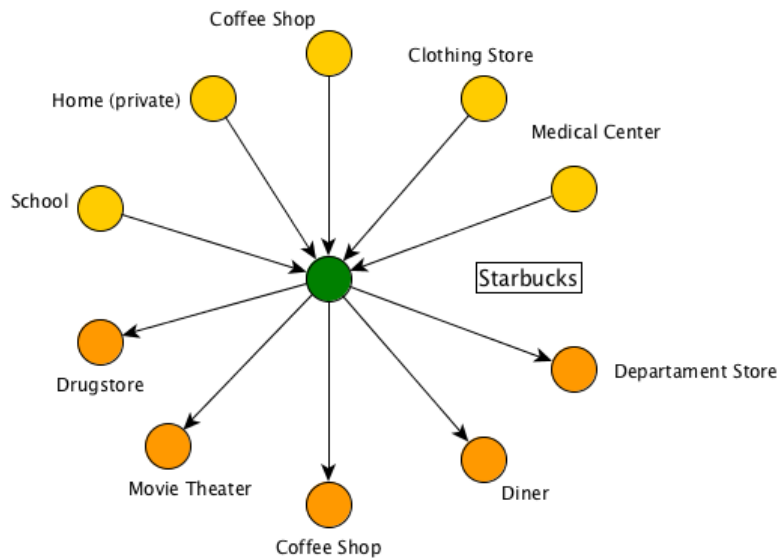 Coffee Shop
Clothing Store
Home (private)
Medical Center
School
Starbucks
Drugstore
Departament Store
Movie Theater
Diner
Coffee Shop